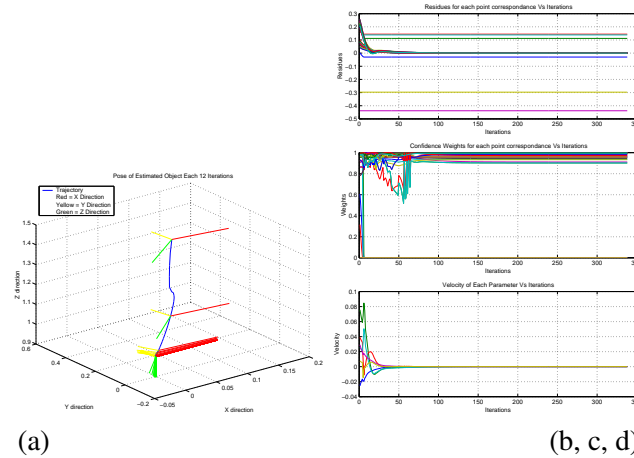 Pose of Estimated Object Each 12 Iterations
Trajectory
Red = X Direction
Yellow = Y Direction
Green = Z Direction
1.5
1.4
1.3
1.2
1.1
1
0.9
Z direction
0.6
0.4
0.2
0
−0.2
Y direction
−0.05
0
0.05
0.1
0.15
0.2
X direction
(a)
Residues for each point correspondance Vs Iterations
0.3
0.2
0.1
0
−0.1
−0.2
−0.3
−0.4
−0.5
Residues
0 50 100 150 200 250 300
Iterations
Confidence Weights for each point correspondance Vs Iterations
1
0.8
0.6
0.4
0.2
0
Weights
0 50 100 150 200 250 300
Iterations
Velocity of Each Parameter Vs Iterations
0.1
0.08
0.06
0.04
0.02
0
−0.02
−0.04
Velocity
0 50 100 150 200 250 300
Iterations
(b, c, d)